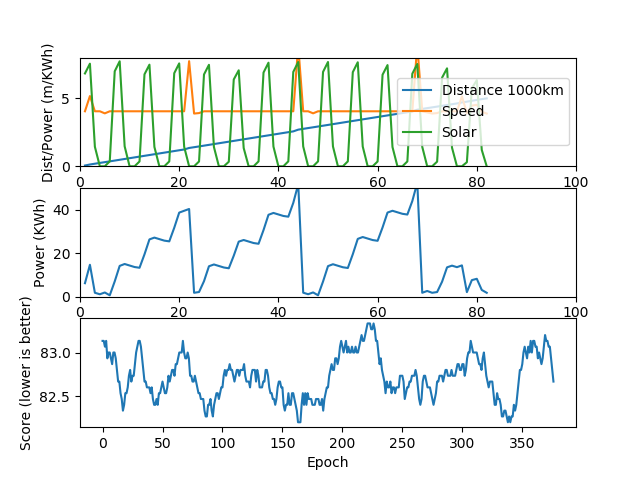 Dist/Power (m/KWh)
5
0
Distance 1000km
Speed
Solar
0 20 40 60 80 100
Power (KWh)
40
20
0
0 20 40 60 80 100
Score (lower is better)
83.0
82.5
0 50 100 150 200 250 300 350
Epoch